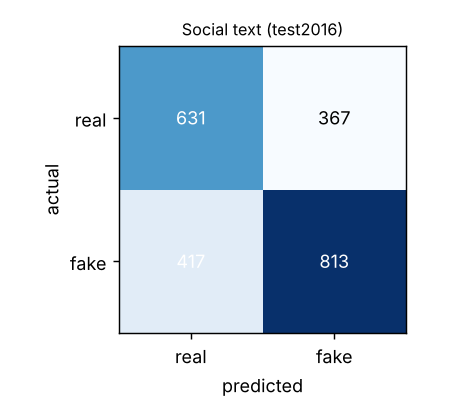 Social text (test2016)
real
631
367
actual
fake
417
813
real
fake
predicted